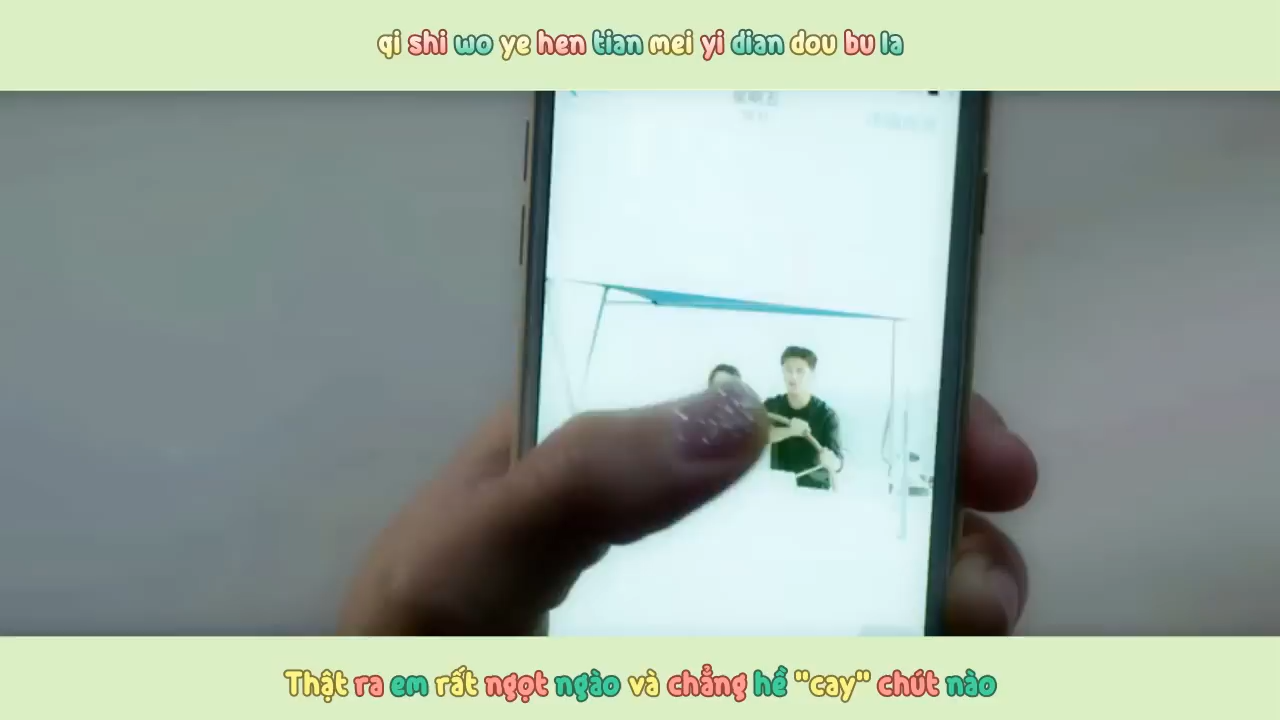 qi shi wo ye hen tian mei yi dian dou bu la
Thật ra em rất ngọt ngào và chẳng hề "cay" chút nào